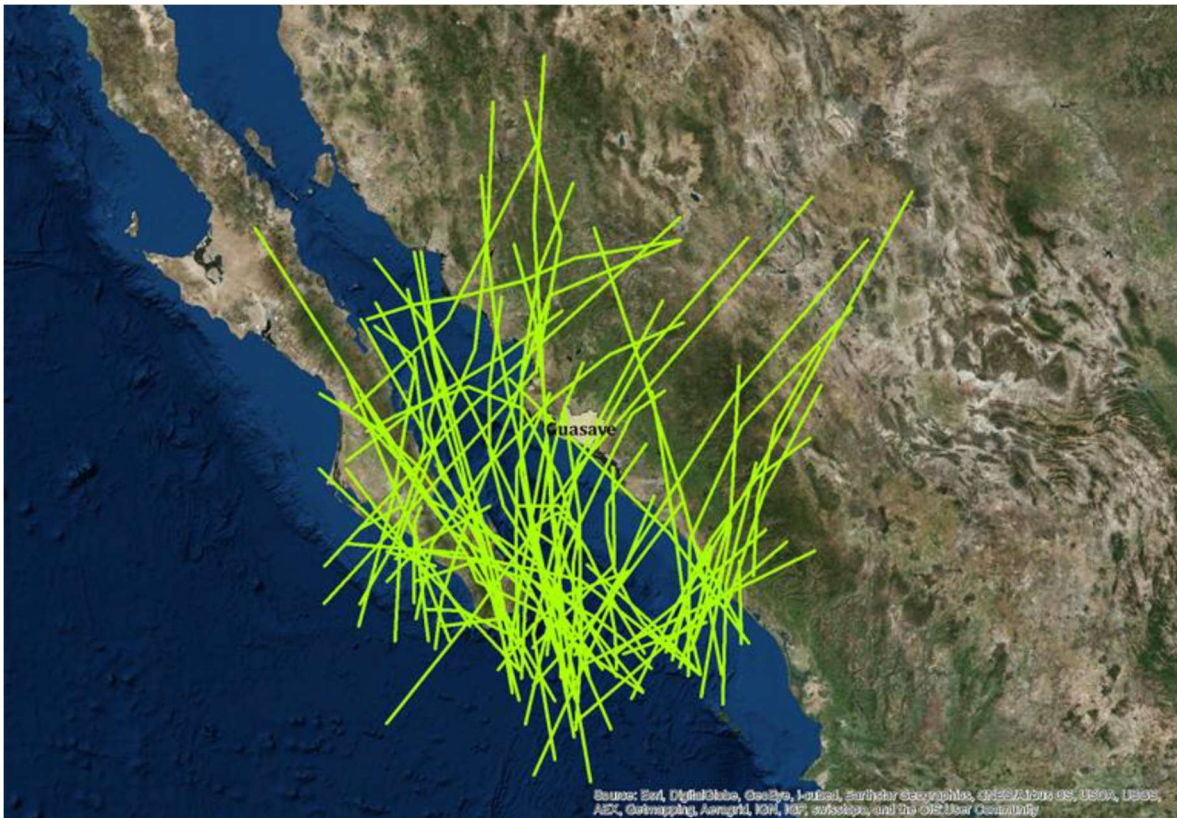 Guasave
Source: Esri, DigitalGlobe, GeoEye, i-cubed, Earthstar Geographics, CNES/Airbus DS, USDA, USGS,
AEX, Getmapping, Aerogrid, IGN, IGP, swisstopo, and the GIS User Community